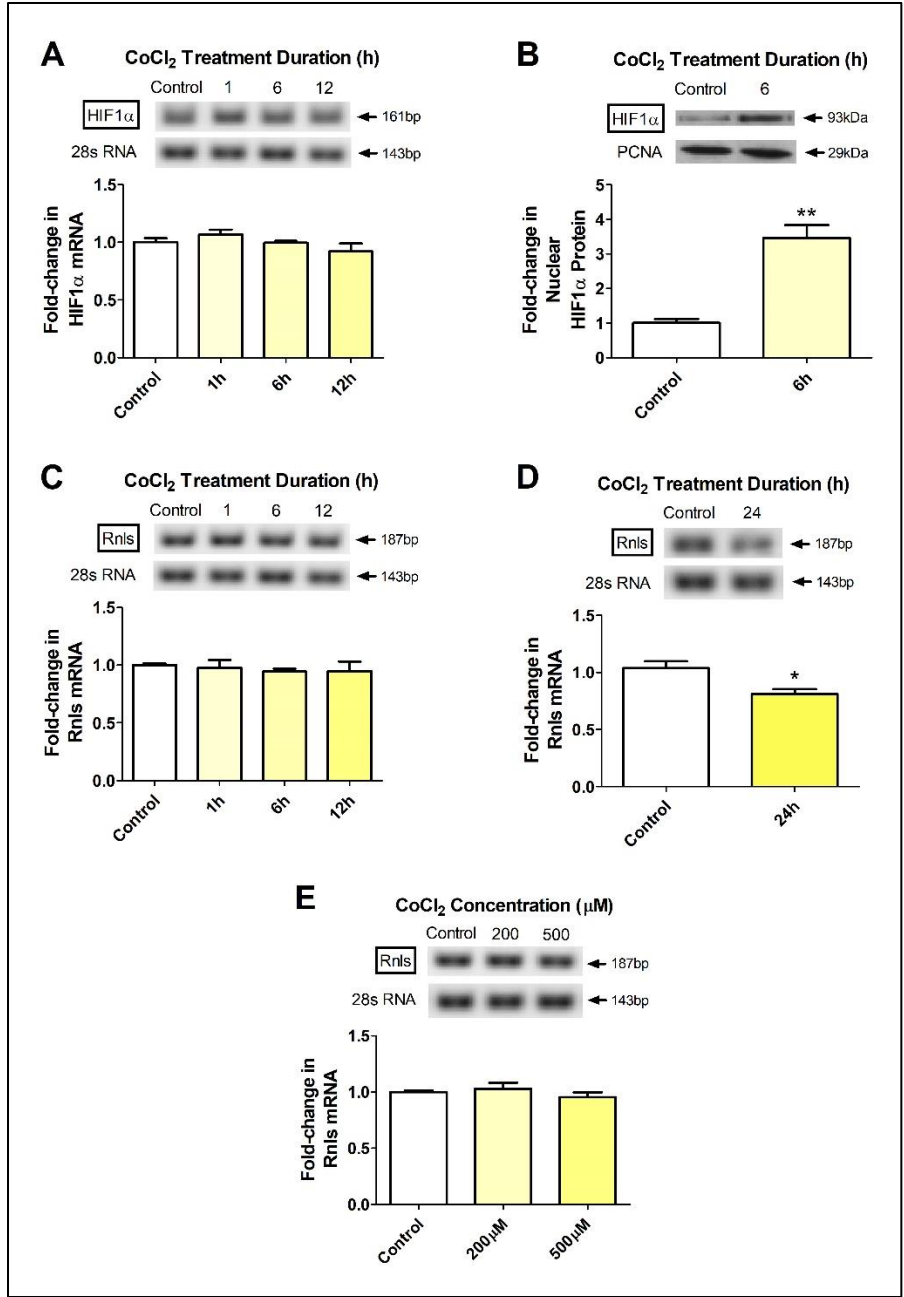 A
CoCl₂ Treatment Duration (h)
Control 1 6 12
HIF1α
161bp
28s RNA
143bp
Fold-change in
HIF1α mRNA
1.5
1.0
0.5
0.0
Control
1h
6h
12h
B
CoCl₂ Treatment Duration (h)
Control 6
HIF1α
93kDa
PCNA
29kDa
Fold-change in
Nuclear
HIF1α Protein
5
4
3
2
1
0
**
Control
6h
C
CoCl₂ Treatment Duration (h)
Control 1 6 12
Rnls
187bp
28s RNA
143bp
Fold-change in
Rnls mRNA
1.5
1.0
0.5
0.0
Control
1h
6h
12h
D
CoCl₂ Treatment Duration (h)
Control 24
Rnls
187bp
28s RNA
143bp
Fold-change in
Rnls mRNA
1.5
1.0
0.5
0.0
*
Control
24h
E
CoCl₂ Concentration (μM)
Control 200 500
Rnls
187bp
28s RNA
143bp
Fold-change in
Rnls mRNA
1.5
1.0
0.5
0.0
Control
200μM
500μM